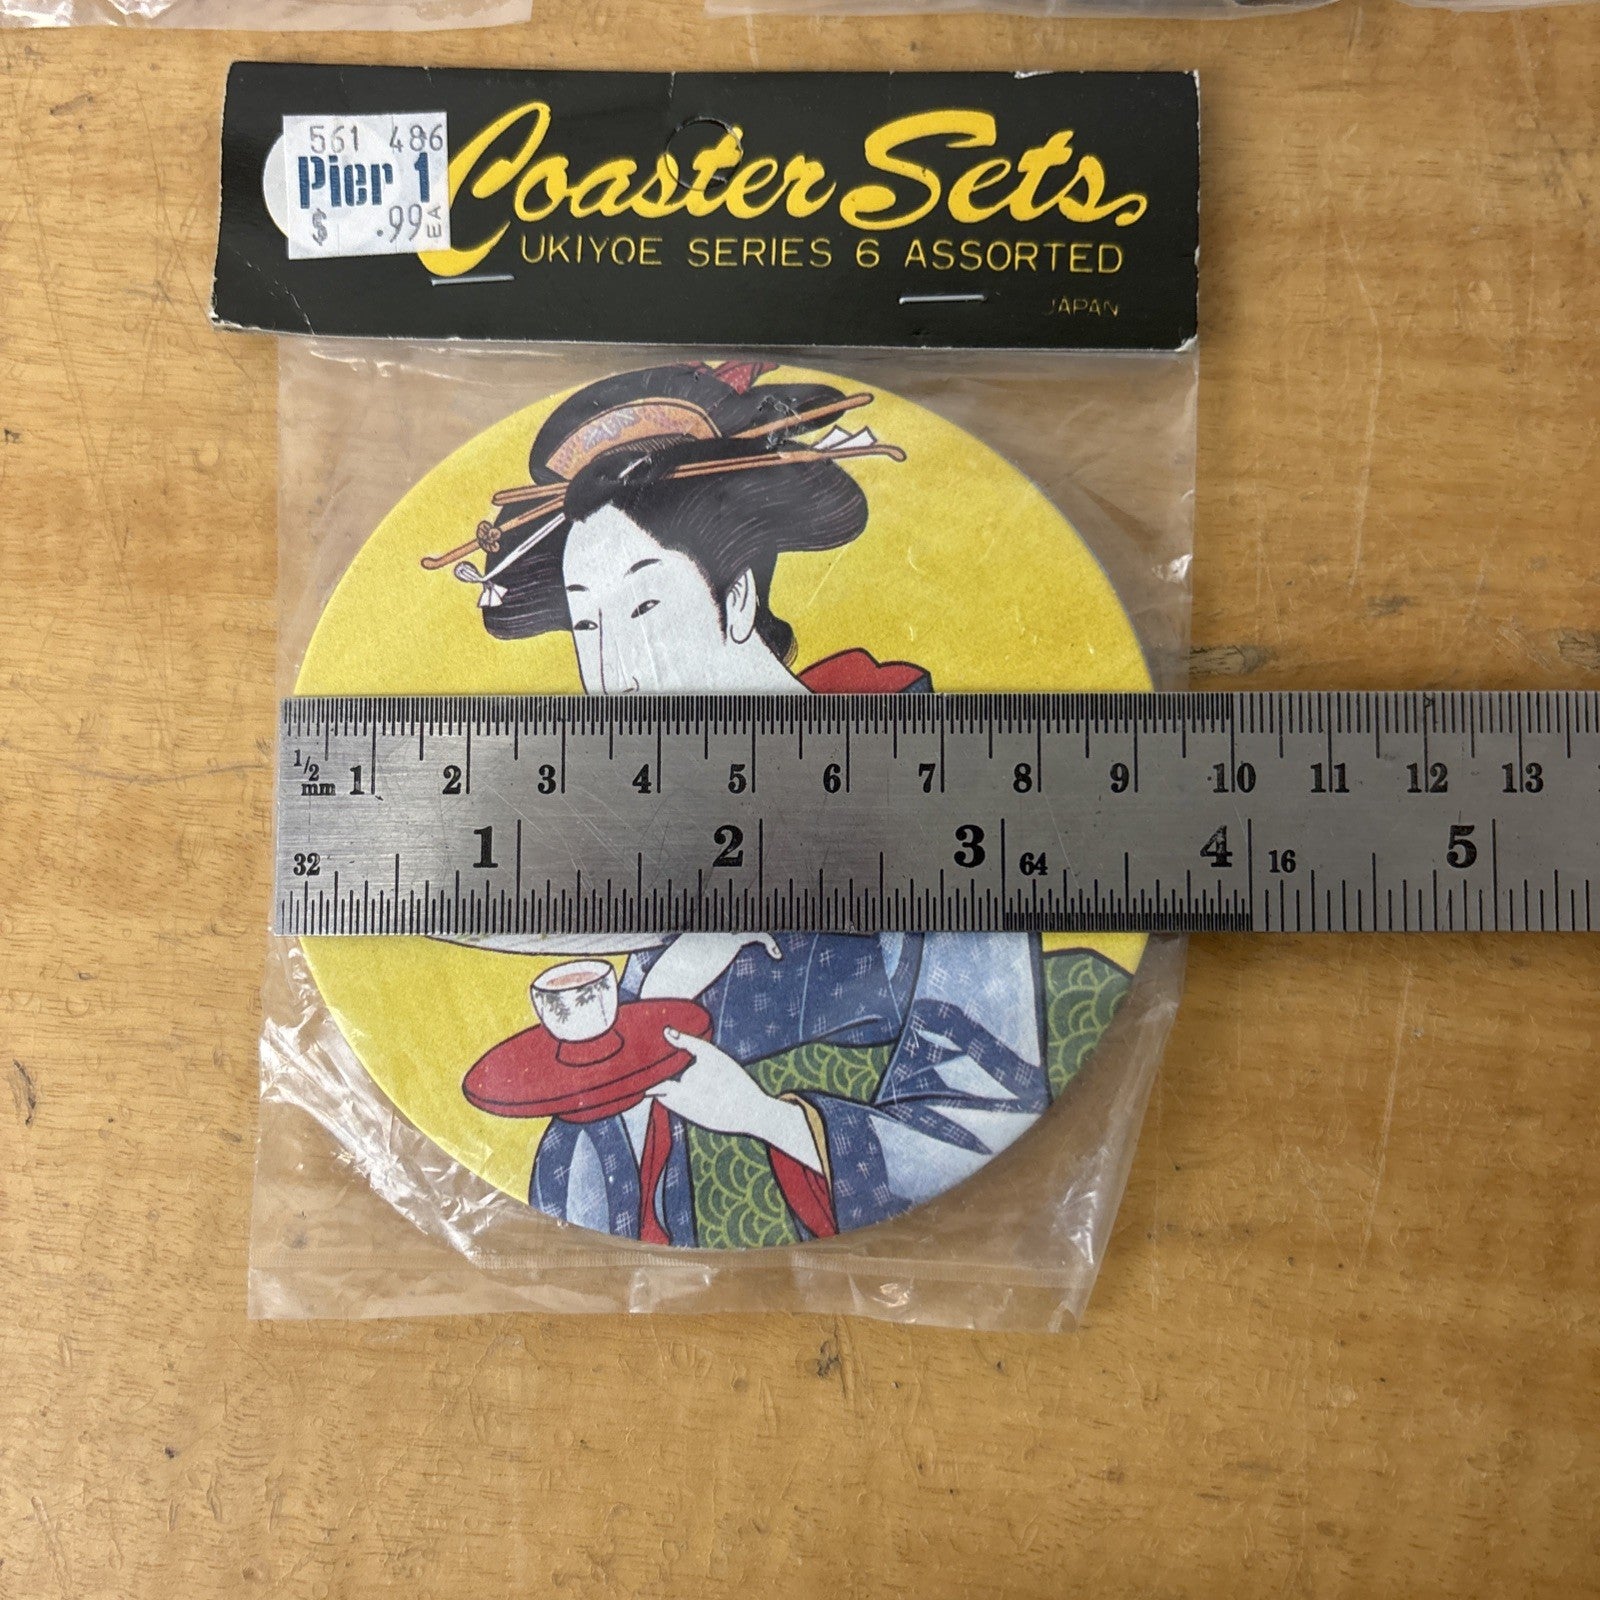 561 486
Pier 1
$ .99 EA
Coaster Sets
UKIYOE SERIES 6 ASSORTED
JAPAN
1/2 mm 1 2 3 4 5 6 7 8 9 10 11 12 13
1 2 3 4 5
32 64 16